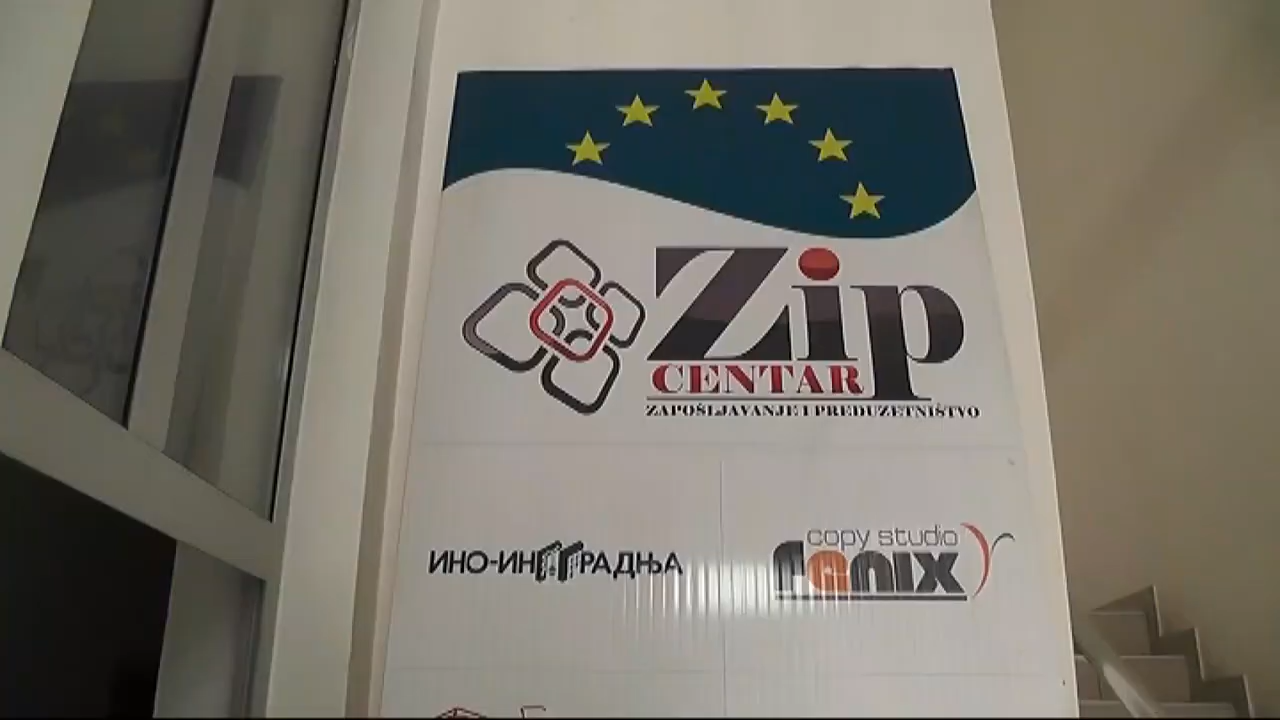 Zip
CENTAR
ZAPOŠLJAVANJE I PREDUZETNIŠTVO
ИНО-ИНГРАДЊА
copy studio
fenix